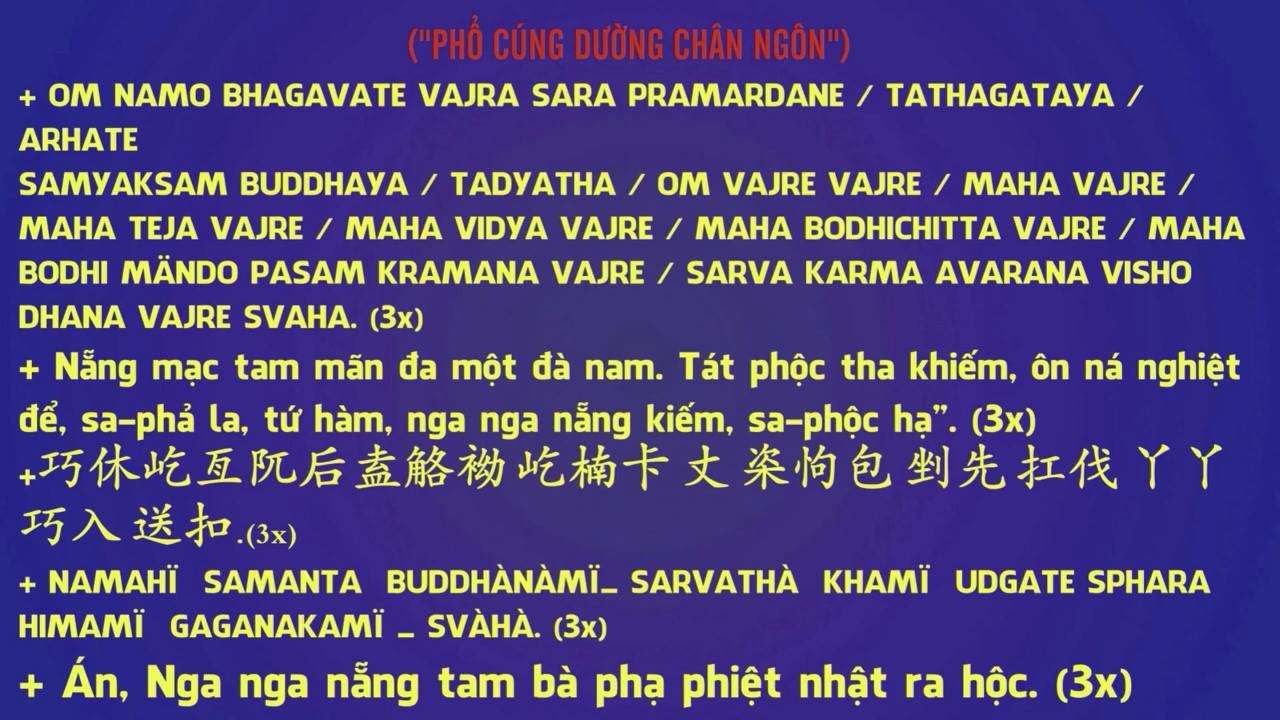 ("PHỔ CÚNG DƯỜNG CHÂN NGÔN")
+ OM NAMO BHAGAVATE VAJRA SARA PRAMARDANE / TATHAGATAYA /
ARHATE
SAMYAKSAM BUDDHAYA / TADYATHA / OM VAJRE VAJRE / MAHA VAJRE /
MAHA TEJA VAJRE / MAHA VIDYA VAJRE / MAHA BODHICHITTA VAJRE / MAHA
BODHI MÄNDO PASAM KRAMANA VAJRE / SARVA KARMA AVARANA VISHO
DHANA VAJRE SVAHA. (3x)
+ Nẵng mạc tam mãn đa một đà nam. Tát phộc tha khiếm, ôn ná nghiệt
để, sa-phả la, tứ hàm, nga nga nẵng kiếm, sa-phộc hạ”. (3x)
+巧休屹亙阢后盍觡袎屹楠卡丈 栥恦包 剉先扛伐 丫丫
巧入送扣.(3x)
+ NAMAHÏ SAMANTA BUDDHÀNÀMÏ_ SARVATHÀ KHAMÏ UDGATE SPHARA
HIMAMÏ GAGANAKAMÏ _ SVÀHÀ. (3x)
+ Án, Nga nga nẵng tam bà phạ phiệt nhật ra hộc. (3x)